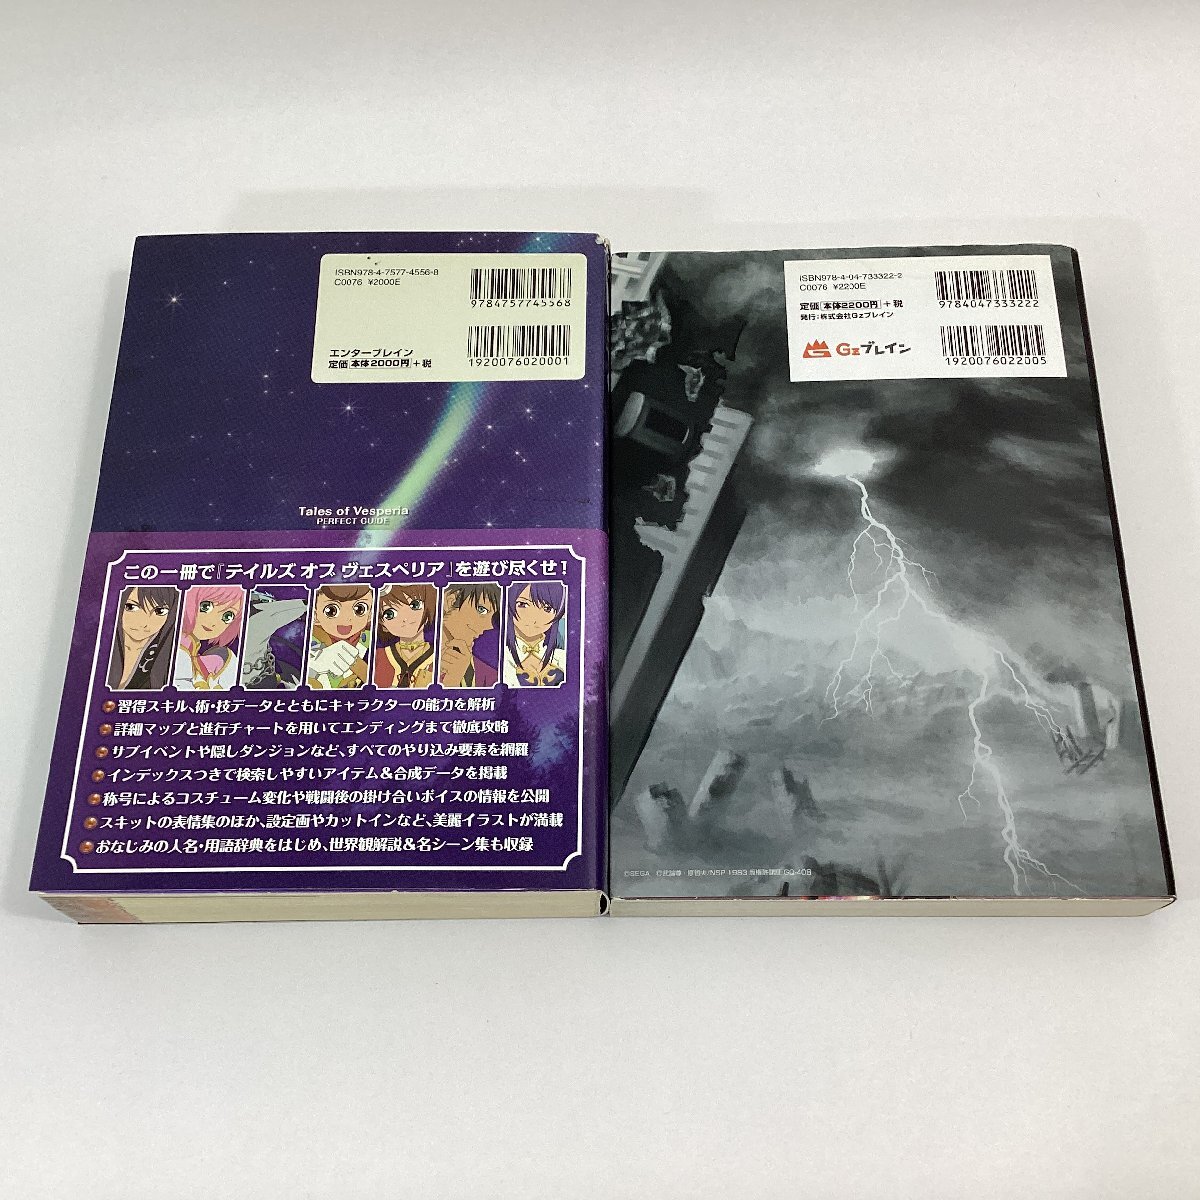 ISBN978-4-7577-4556-8
C0076 ¥2000E
9784757745568
エンターブレイン
定価 本体2000円 +税
1920076020001
Tales of Vesperia
PERFECT GUIDE
この一冊で『テイルズ オブ ヴェスペリア』を遊び尽くせ!
習得スキル、術・技データとともにキャラクターの能力を解析
詳細マップと進行チャートを用いてエンディングまで徹底攻略
サブイベントや隠しダンジョンなど、すべてのやり込み要素を網羅
インデックスつきで検索しやすいアイテム&合成データを掲載
称号によるコスチューム変化や戦闘後の掛け合いボイスの情報を公開
スキットの表情集のほか、設定画やカットインなど、美麗イラストが満載
おなじみの人名・用語辞典をはじめ、世界観解説&名シーン集も収録
ISBN978-4-04-733322-2
C0076 ¥2200E
定価 本体2200円 +税
発行:株式会社Gzブレイン
9784047333222
Gzブレイン
1920076022005
©SEGA ©武論尊・原哲夫/NSP 1983 版権許諾証 GQ-408